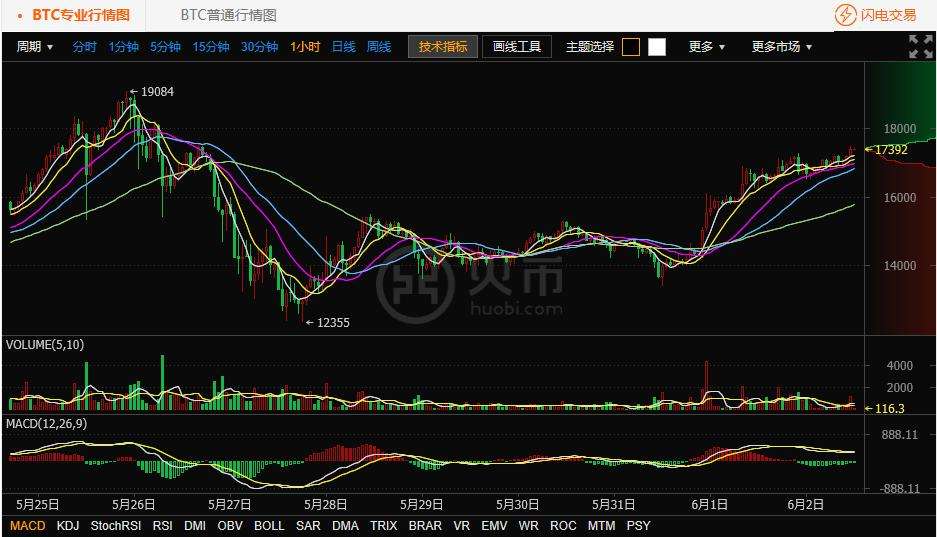 • BTC专业行情图 BTC普通行情图 闪电交易
周期 ▼ 分时 1分钟 5分钟 15分钟 30分钟 1小时 日线 周线 技术指标 画线工具 主题选择 更多 ▼ 更多市场 ▼
←19084
18000
←17392
16000
14000
火币
huobi.com
←12355
VOLUME(5,10)
4000
2000
←116.3
MACD(12,26,9)
888.11
-888.11
5月25日 5月26日 5月27日 5月28日 5月29日 5月30日 5月31日 6月1日 6月2日
MACD KDJ StochRSI RSI DMI OBV BOLL SAR DMA TRIX BRAR VR EMV WR ROC MTM PSY